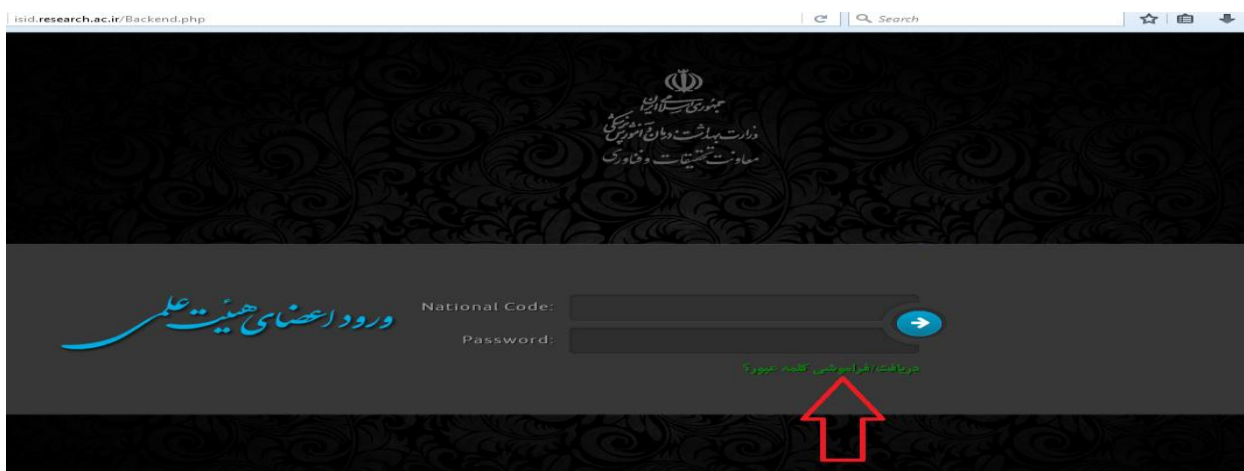 isid.research.ac.ir/Backend.php
Search
جمهوری اسلامی ایران
وزارت بهداشت، درمان و آموزش پزشکی
معاونت تحقیقات و فناوری
ورود اعضای هیئت علمی
National Code:
Password:
دریافت/فراموشی کلمه عبور؟